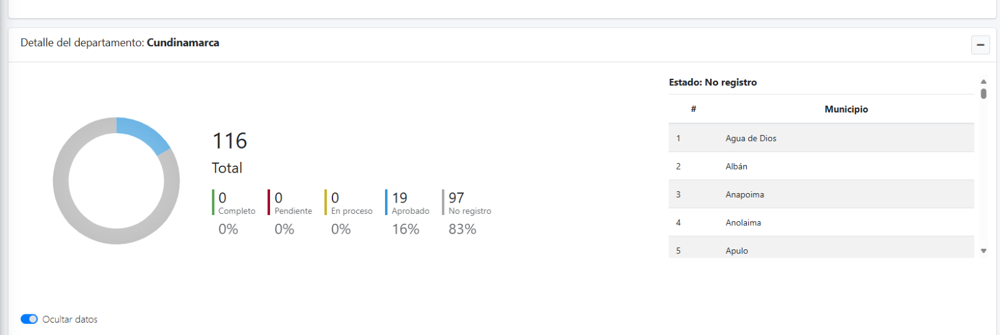 Detalle del departamento: Cundinamarca
116
Total
0
Completo
0%
0
Pendiente
0%
0
En proceso
0%
19
Aprobado
16%
97
No registro
83%
Estado: No registro
# Municipio
1 Agua de Dios
2 Albán
3 Anapoima
4 Anolaima
5 Apulo
Ocultar datos